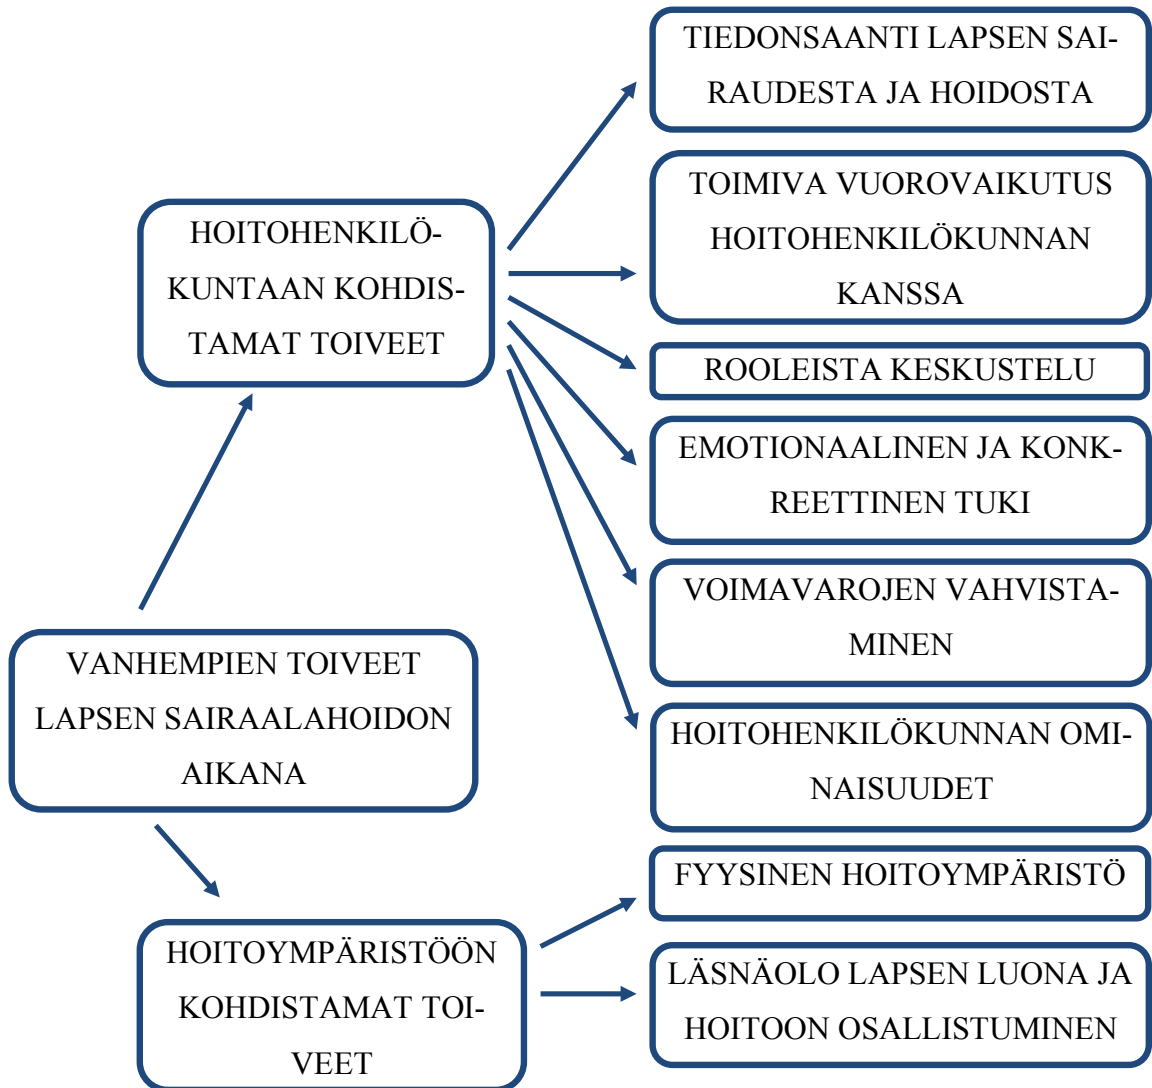 TIEDONSAANTI LAPSEN SAI-
RAUDESTA JA HOIDOSTA
TOIMIVA VUOROVAIKUTUS
HOITOHENKILÖKUNNAN
KANSSA
HOITOHENKILÖ-
KUNTAAN KOHDIS-
TAMAT TOIVEET
ROOLEISTA KESKUSTELU
EMOTIONAALINEN JA KONK-
REETTINEN TUKI
VOIMAVAROJEN VAHVISTA-
MINEN
VANHEMPIEN TOIVEET
LAPSEN SAIRAALAHOIDON
AIKANA
HOITOHENKILÖKUNNAN OMI-
NAISUUDET
FYYSINEN HOITOYMPÄRISTÖ
HOITOYMPÄRISTÖÖN
KOHDISTAMAT TOI-
VEET
LÄSNÄOLO LAPSEN LUONA JA
HOITOON OSALLISTUMINEN